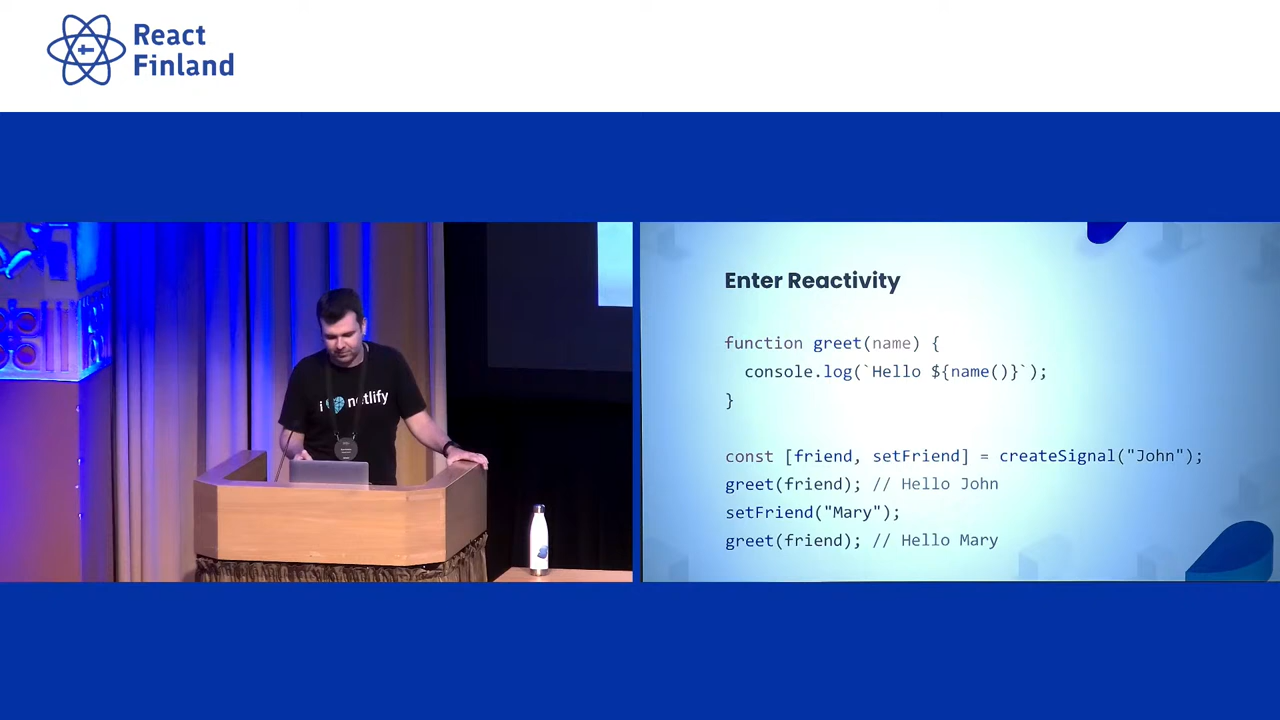 React
Finland
i netlify
Enter Reactivity
function greet(name) {
console.log(`Hello ${name()}`);
}
const [friend, setFriend] = createSignal("John");
greet(friend); // Hello John
setFriend("Mary");
greet(friend); // Hello Mary